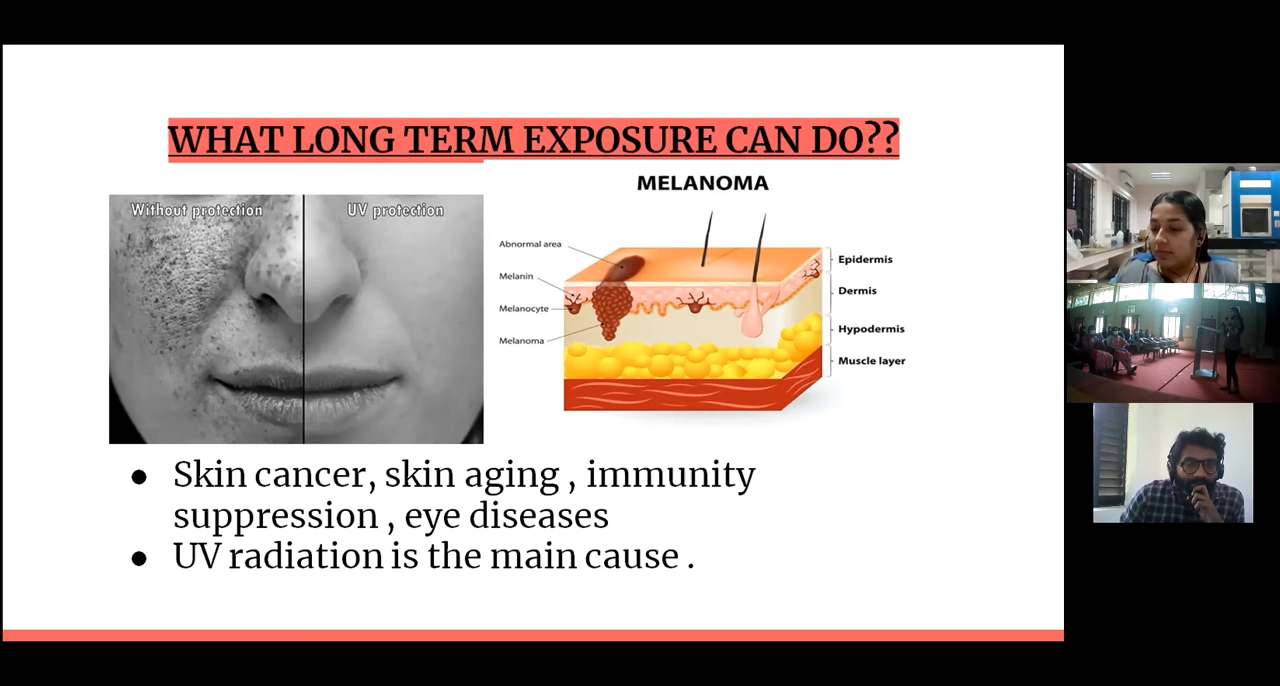 WHAT LONG TERM EXPOSURE CAN DO??
Without protection
UV protection
MELANOMA
Abnormal area
Melanin
Melanocyte
Melanoma
Epidermis
Dermis
Hypodermis
Muscle layer
● Skin cancer, skin aging , immunity
suppression , eye diseases
● UV radiation is the main cause .